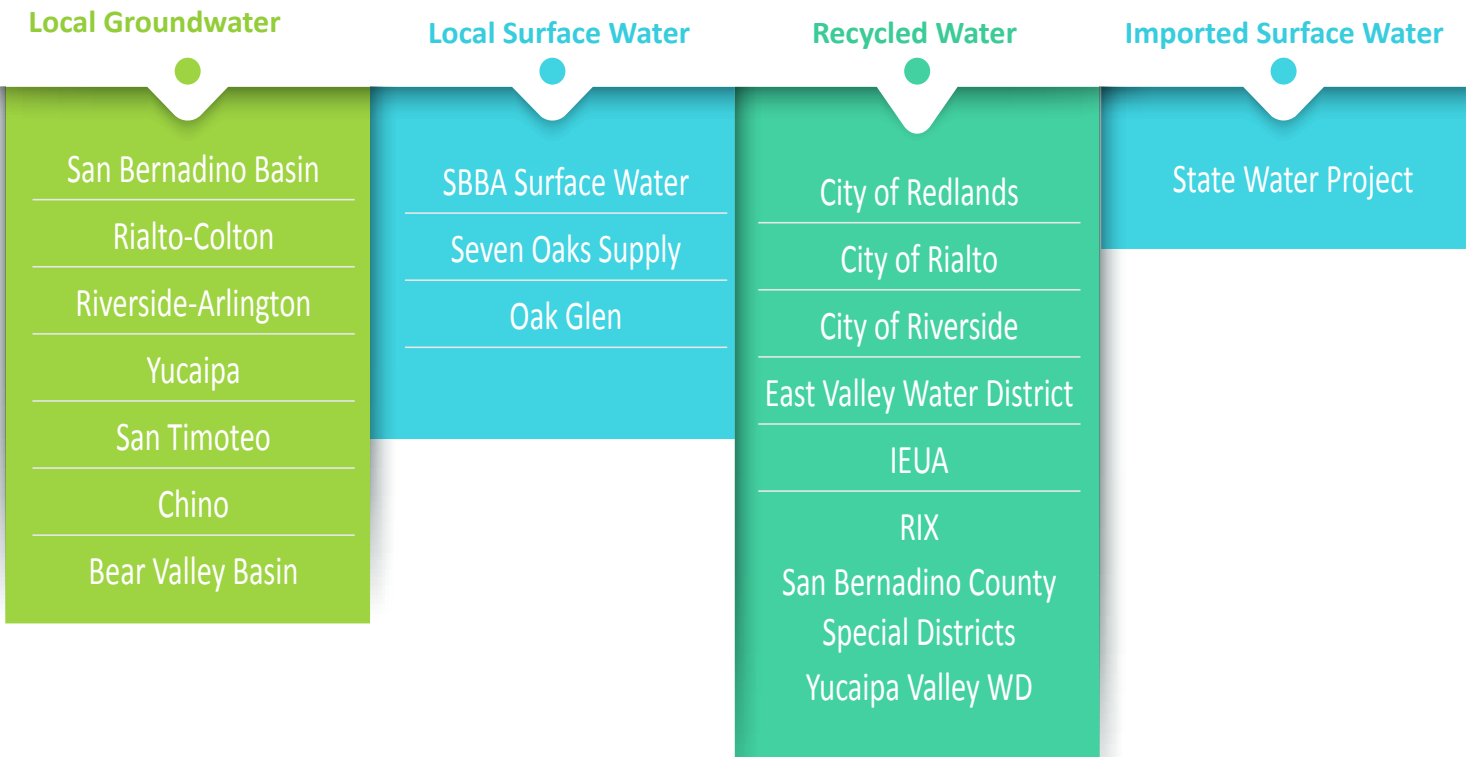 Local Groundwater
San Bernadino Basin
Rialto-Colton
Riverside-Arlington
Yucaipa
San Timoteo
Chino
Bear Valley Basin
Local Surface Water
SBBA Surface Water
Seven Oaks Supply
Oak Glen
Recycled Water
City of Redlands
City of Rialto
City of Riverside
East Valley Water District
IEUA
RIX
San Bernadino County
Special Districts
Yucaipa Valley WD
Imported Surface Water
State Water Project